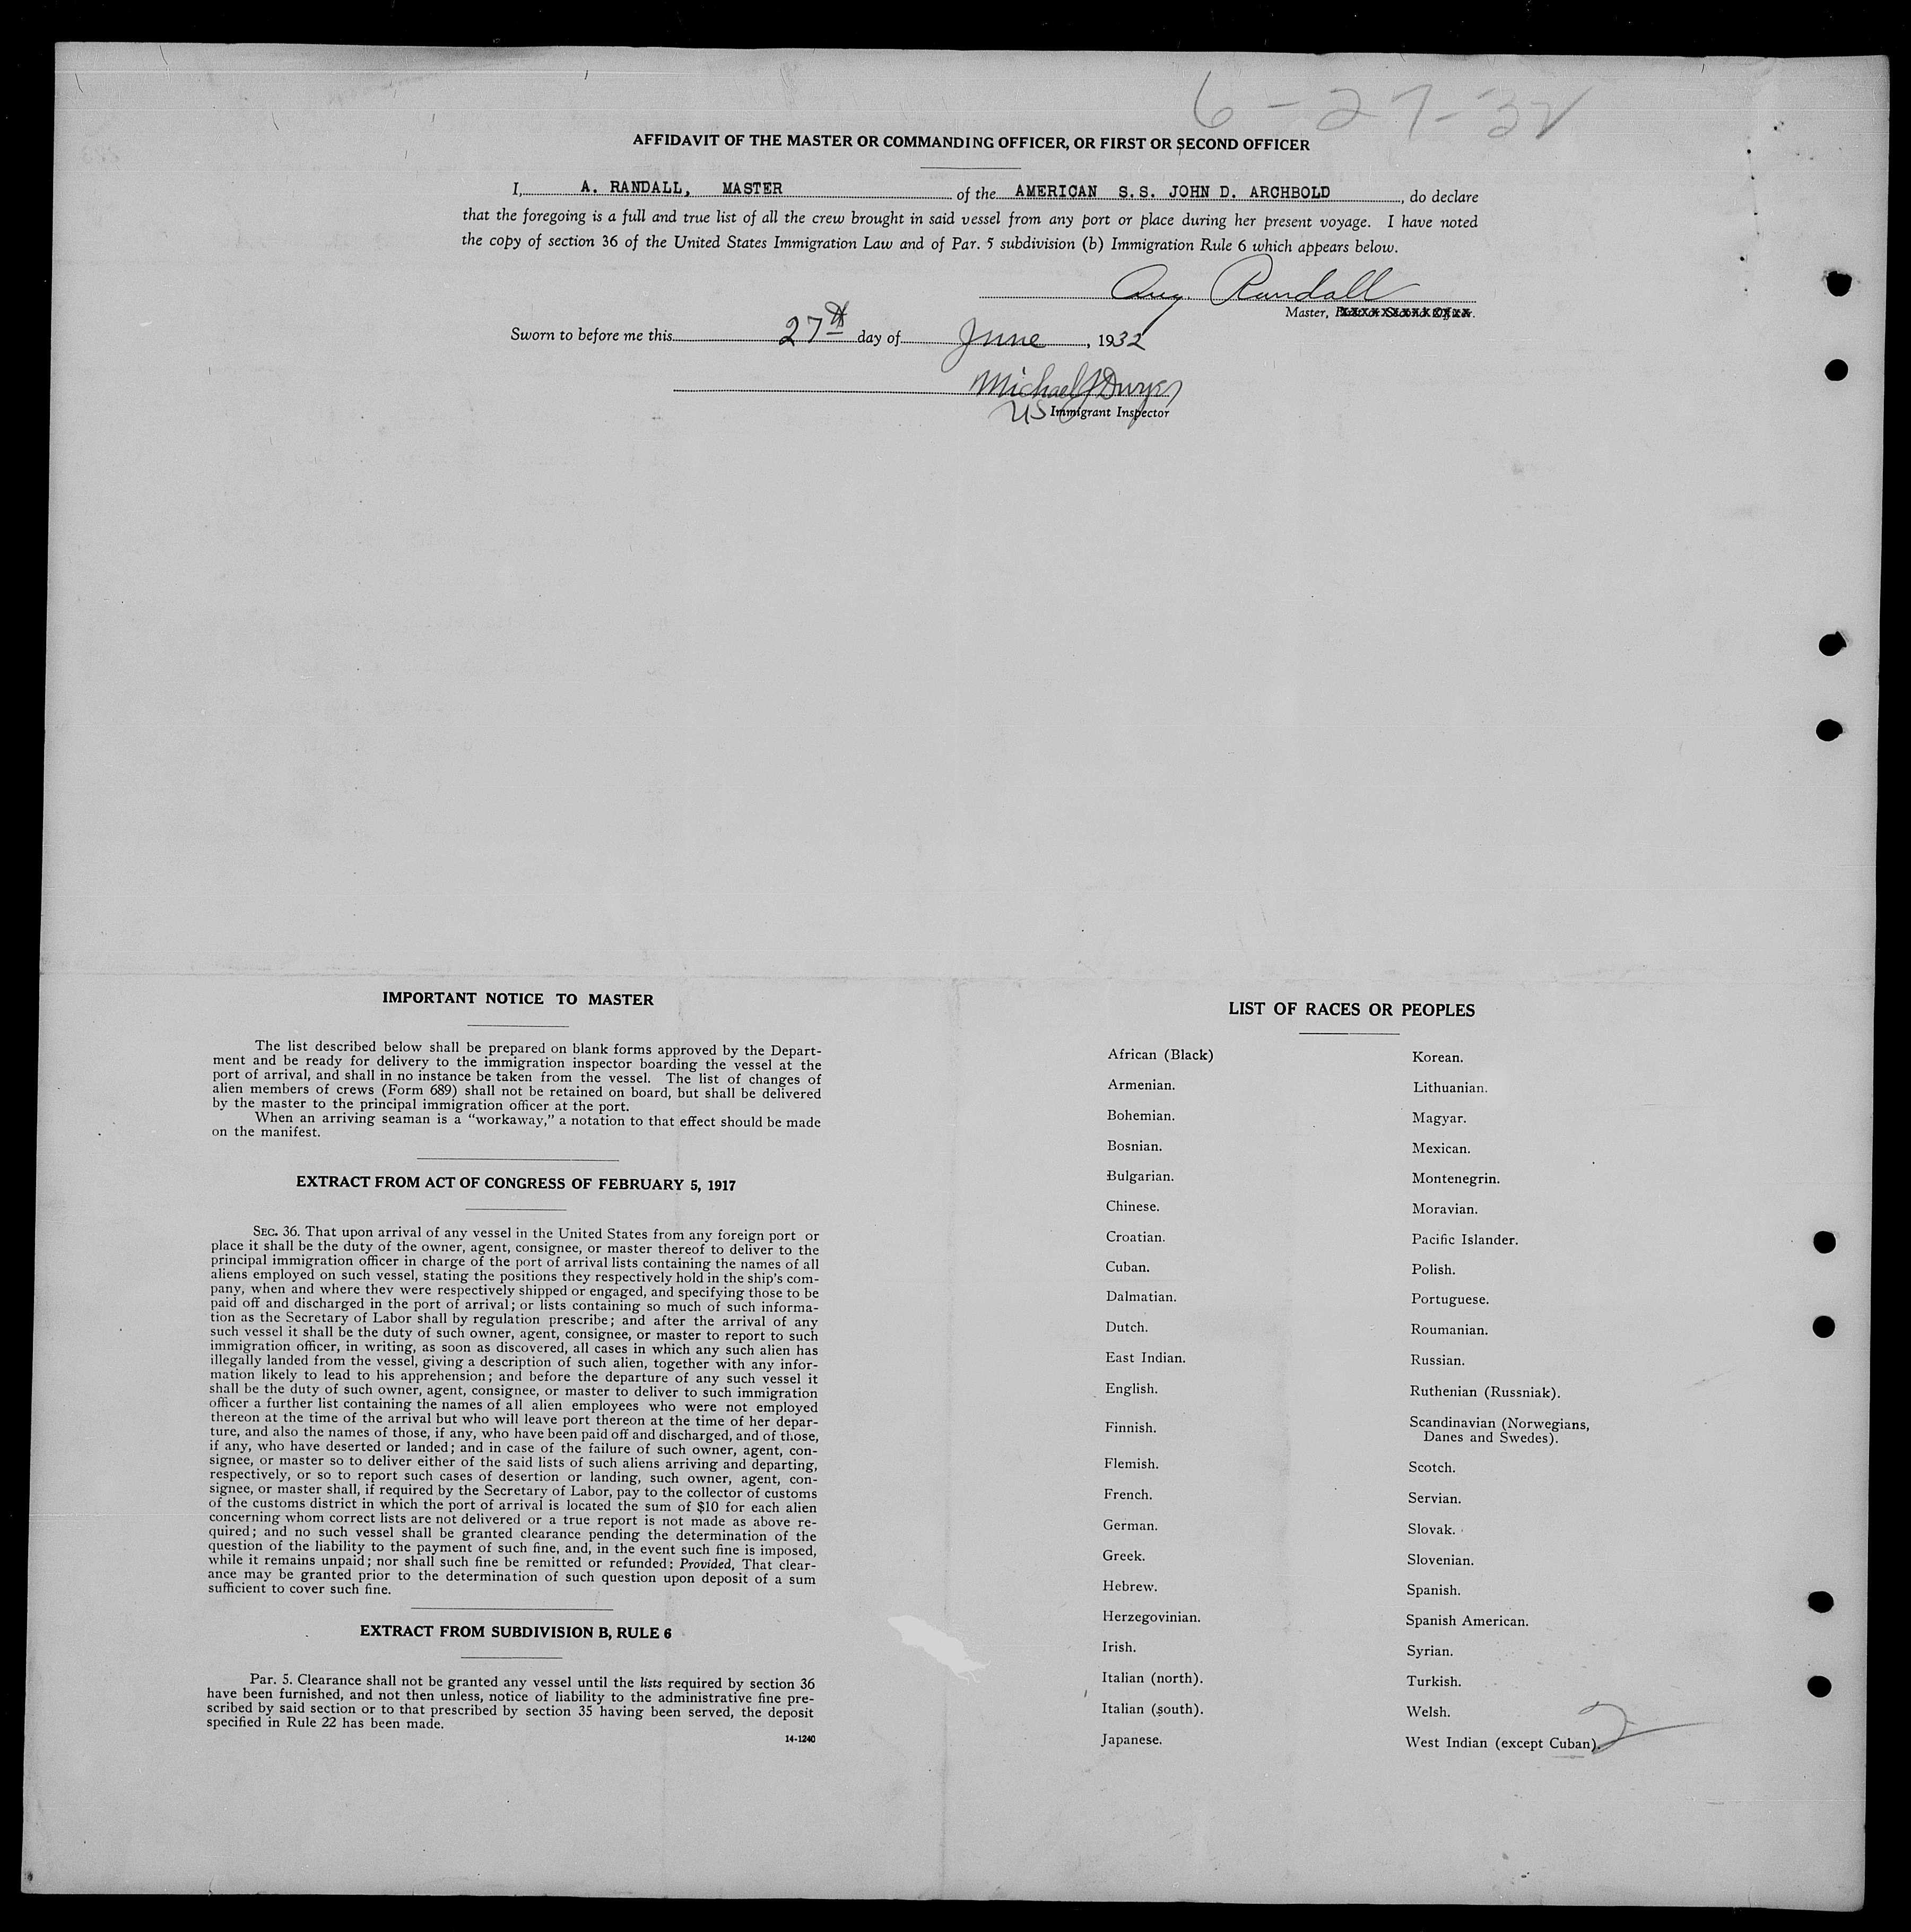 6-27-32
AFFIDAVIT OF THE MASTER OR COMMANDING OFFICER, OR FIRST OR SECOND OFFICER
I, A. RANDALL, MASTER of the AMERICAN S.S. JOHN D. ARCHBOLD, do declare
that the foregoing is a full and true list of all the crew brought in said vessel from any port or place during her present voyage. I have noted
the copy of section 36 of the United States Immigration Law and of Par. 5 subdivision (b) Immigration Rule 6 which appears below.
Aug. Randall
Master,
Sworn to before me this 27th day of June, 1932
Michael J Dwyer
US Immigrant Inspector
IMPORTANT NOTICE TO MASTER
The list described below shall be prepared on blank forms approved by the Depart-
ment and be ready for delivery to the immigration inspector boarding the vessel at the
port of arrival, and shall in no instance be taken from the vessel. The list of changes of
alien members of crews (Form 689) shall not be retained on board, but shall be delivered
by the master to the principal immigration officer at the port.
When an arriving seaman is a "workaway," a notation to that effect should be made
on the manifest.
EXTRACT FROM ACT OF CONGRESS OF FEBRUARY 5, 1917
SEC. 36. That upon arrival of any vessel in the United States from any foreign port or
place it shall be the duty of the owner, agent, consignee, or master thereof to deliver to the
principal immigration officer in charge of the port of arrival lists containing the names of all
aliens employed on such vessel, stating the positions they respectively hold in the ship's com-
pany, when and where they were respectively shipped or engaged, and specifying those to be
paid off and discharged in the port of arrival; or lists containing so much of such informa-
tion as the Secretary of Labor shall by regulation prescribe; and after the arrival of any
such vessel it shall be the duty of such owner, agent, consignee, or master to report to such
immigration officer, in writing, as soon as discovered, all cases in which any such alien has
illegally landed from the vessel, giving a description of such alien, together with any infor-
mation likely to lead to his apprehension; and before the departure of any such vessel it
shall be the duty of such owner, agent, consignee, or master to deliver to such immigration
officer a further list containing the names of all alien employees who were not employed
thereon at the time of the arrival but who will leave port thereon at the time of her depar-
ture, and also the names of those, if any, who have been paid off and discharged, and of those,
if any, who have deserted or landed; and in case of the failure of such owner, agent, con-
signee, or master so to deliver either of the said lists of such aliens arriving and departing,
respectively, or so to report such cases of desertion or landing, such owner, agent, con-
signee, or master shall, if required by the Secretary of Labor, pay to the collector of customs
of the customs district in which the port of arrival is located the sum of $10 for each alien
concerning whom correct lists are not delivered or a true report is not made as above re-
quired; and no such vessel shall be granted clearance pending the determination of the
question of the liability to the payment of such fine, and, in the event such fine is imposed,
while it remains unpaid; nor shall such fine be remitted or refunded: Provided, That clear-
ance may be granted prior to the determination of such question upon deposit of a sum
sufficient to cover such fine.
EXTRACT FROM SUBDIVISION B, RULE 6
Par. 5. Clearance shall not be granted any vessel until the lists required by section 36
have been furnished, and not then unless, notice of liability to the administrative fine pre-
scribed by said section or to that prescribed by section 35 having been served, the deposit
specified in Rule 22 has been made.
14-1240
LIST OF RACES OR PEOPLES
African (Black)
Armenian.
Bohemian.
Bosnian.
Bulgarian.
Chinese.
Croatian.
Cuban.
Dalmatian.
Dutch.
East Indian.
English.
Finnish.
Flemish.
French.
German.
Greek.
Hebrew.
Herzegovinian.
Irish.
Italian (north).
Italian (south).
Japanese.
Korean.
Lithuanian.
Magyar.
Mexican.
Montenegrin.
Moravian.
Pacific Islander.
Polish.
Portuguese.
Roumanian.
Russian.
Ruthenian (Russniak).
Scandinavian (Norwegians,
Danes and Swedes).
Scotch.
Servian.
Slovak.
Slovenian.
Spanish.
Spanish American.
Syrian.
Turkish.
Welsh.
West Indian (except Cuban).
2